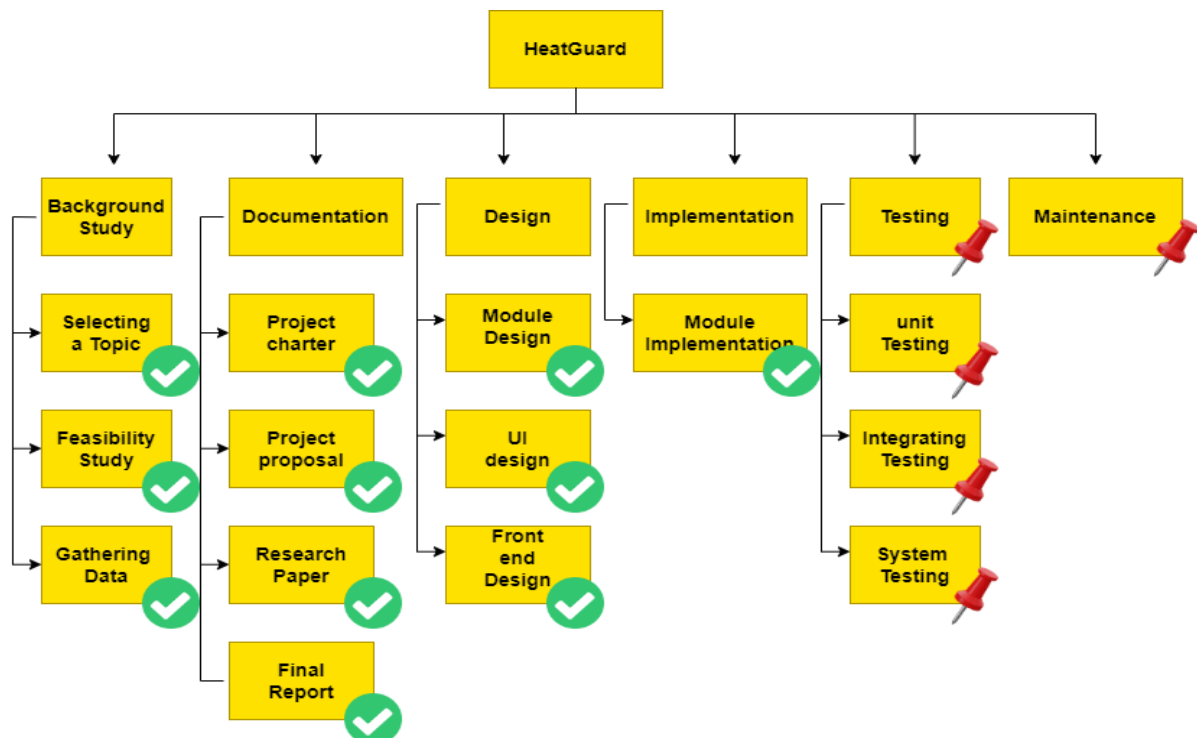 HeatGuard
Background
Study
Documentation
Design
Implementation
Testing
Maintenance
Selecting
a Topic
Project
charter
Module
Design
Module
Implementation
unit
Testing
Feasibility
Study
Project
proposal
UI
design
Integrating
Testing
Gathering
Data
Research
Paper
Front
end
Design
System
Testing
Final
Report